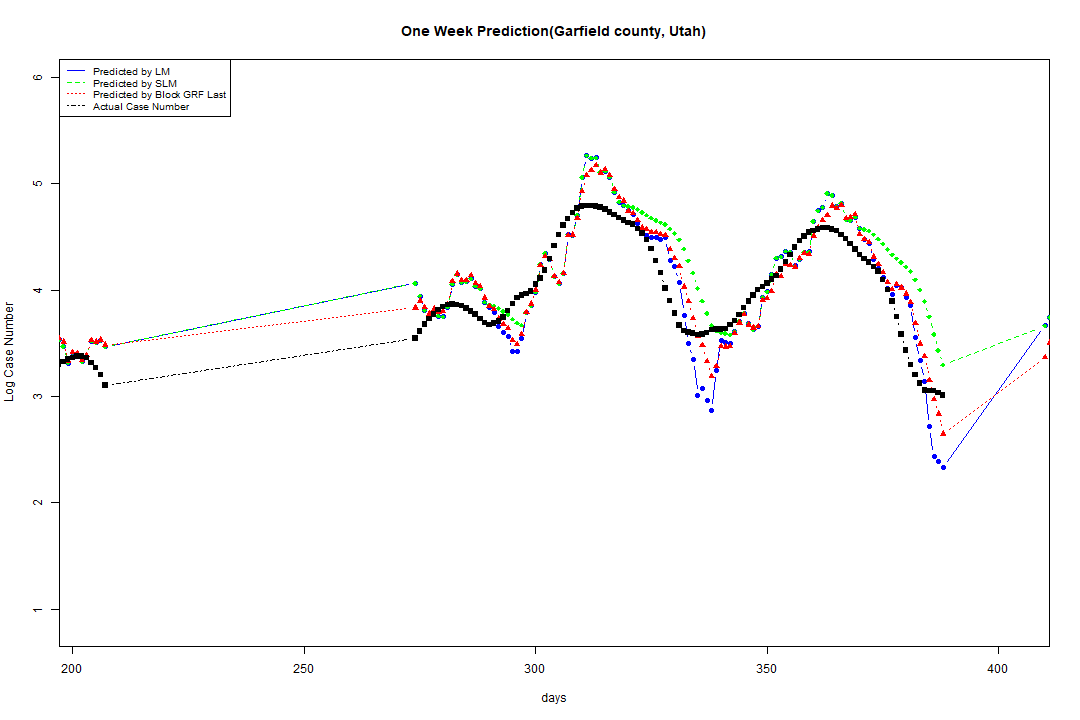 One Week Prediction(Garfield county, Utah)
Predicted by LM
Predicted by SLM
Predicted by Block GRF Last
Actual Case Number
6
5
4
3
2
1
Log Case Number
200 250 300 350 400
days